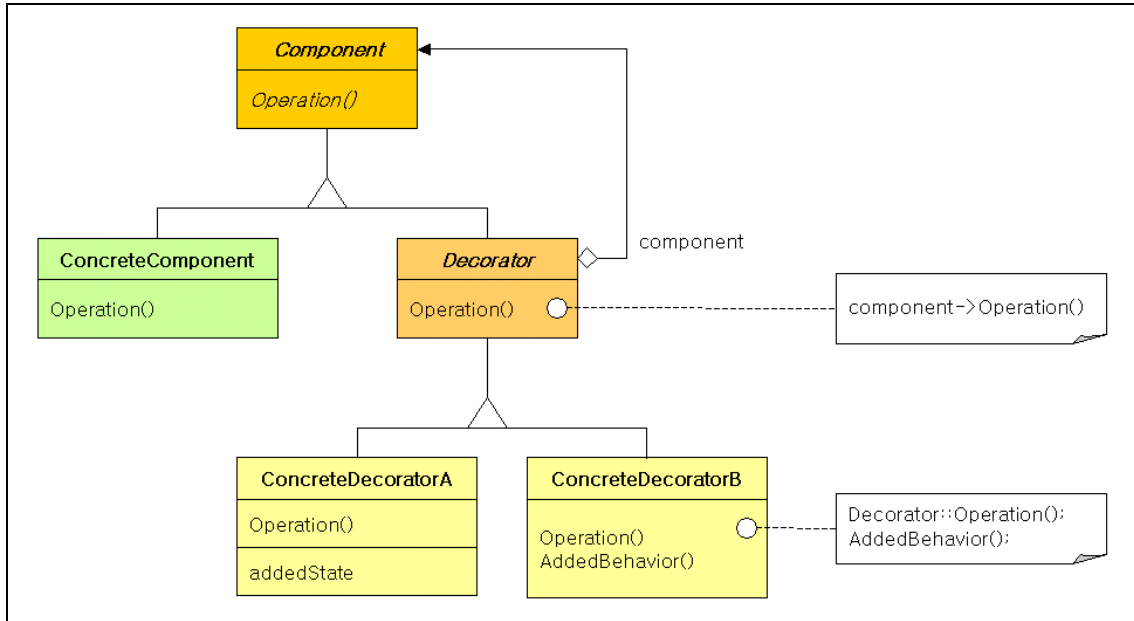 Component
Operation()
ConcreteComponent
Operation()
Decorator
Operation()
component
component->Operation()
ConcreteDecoratorA
Operation()
addedState
ConcreteDecoratorB
Operation()
AddedBehavior()
Decorator::Operation();
AddedBehavior();